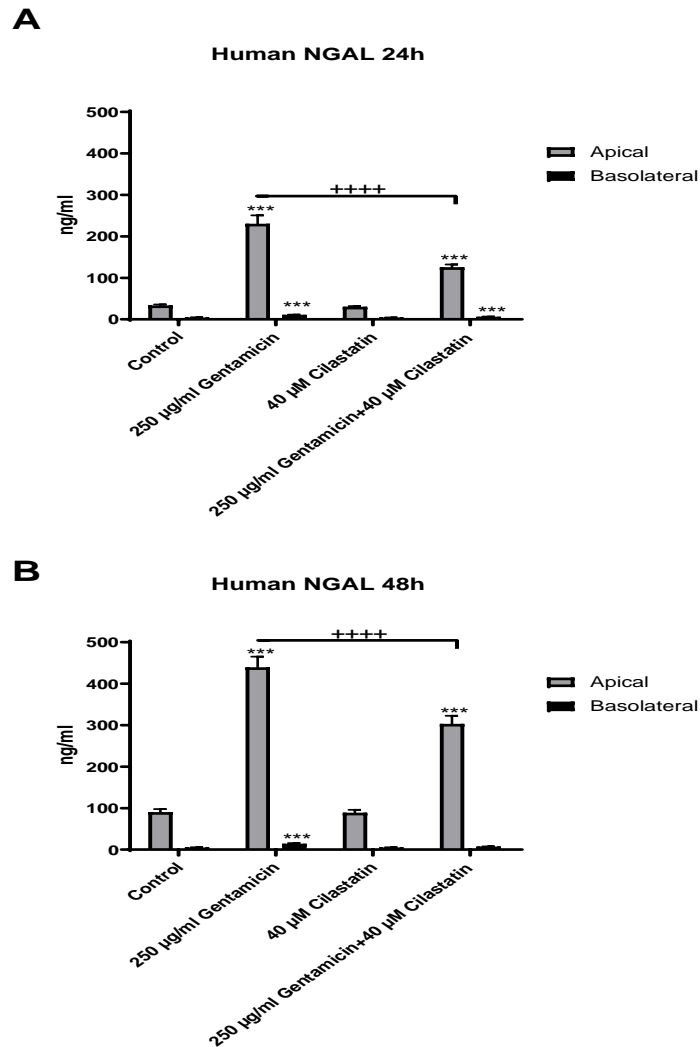 A
Human NGAL 24h
500
400
300
200
100
0
ng/ml
Apical
Basolateral
++++
***
***
***
***
Control
250 µg/ml Gentamicin
40 µM Cilastatin
250 µg/ml Gentamicin+40 µM Cilastatin
B
Human NGAL 48h
500
400
300
200
100
0
ng/ml
Apical
Basolateral
++++
***
***
***
Control
250 µg/ml Gentamicin
40 µM Cilastatin
250 µg/ml Gentamicin+40 µM Cilastatin